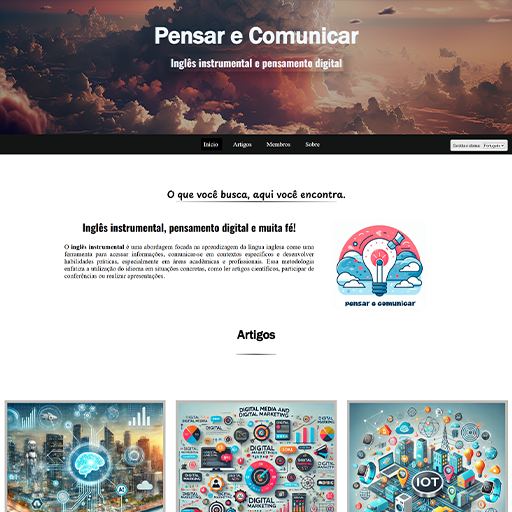 Pensar e Comunicar
Inglês instrumental e pensamento digital
Início Artigos Membros Sobre
Português
O que você busca, aqui você encontra.
Inglês instrumental, pensamento digital e muita fé!
O inglês instrumental é uma abordagem focada na aprendizagem da língua inglesa como uma
ferramenta para acessar informações, comunicar-se em contextos específicos e desenvolver
habilidades práticas, especialmente em áreas acadêmicas e profissionais. Essa metodologia
enfatiza a utilização do idioma em situações concretas, como ler artigos científicos, participar de
conferências ou realizar apresentações.
pensar e comunicar
Artigos
AI
DIGITAL MEDIA AND
DIGITAL MARKETING
DIGITAL
MARKETING
IOT